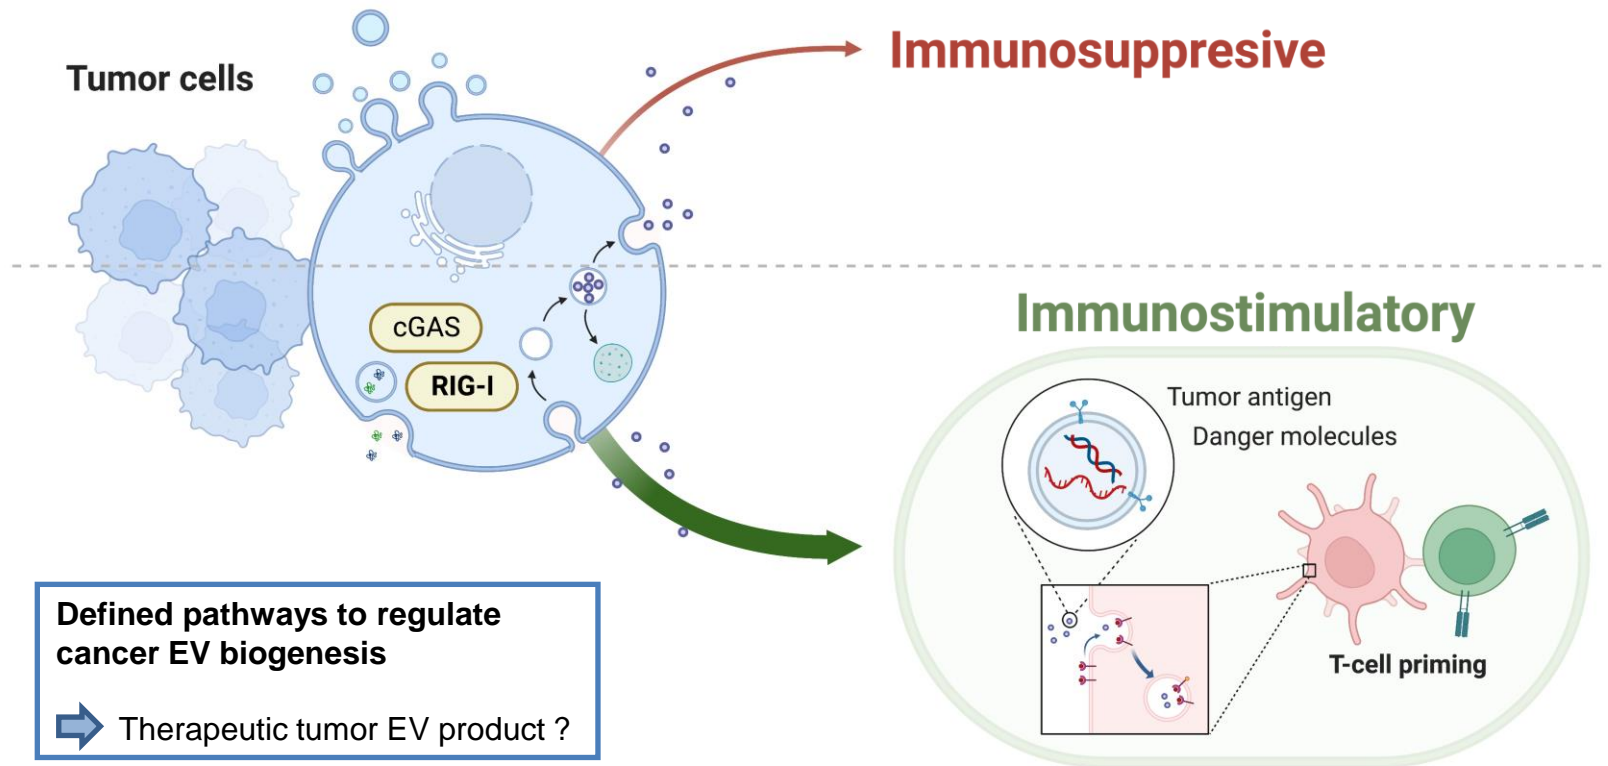 Tumor cells
Immunosuppresive
cGAS
RIG-I
Immunostimulatory
Tumor antigen
Danger molecules
T-cell priming
Defined pathways to regulate
cancer EV biogenesis
Therapeutic tumor EV product ?